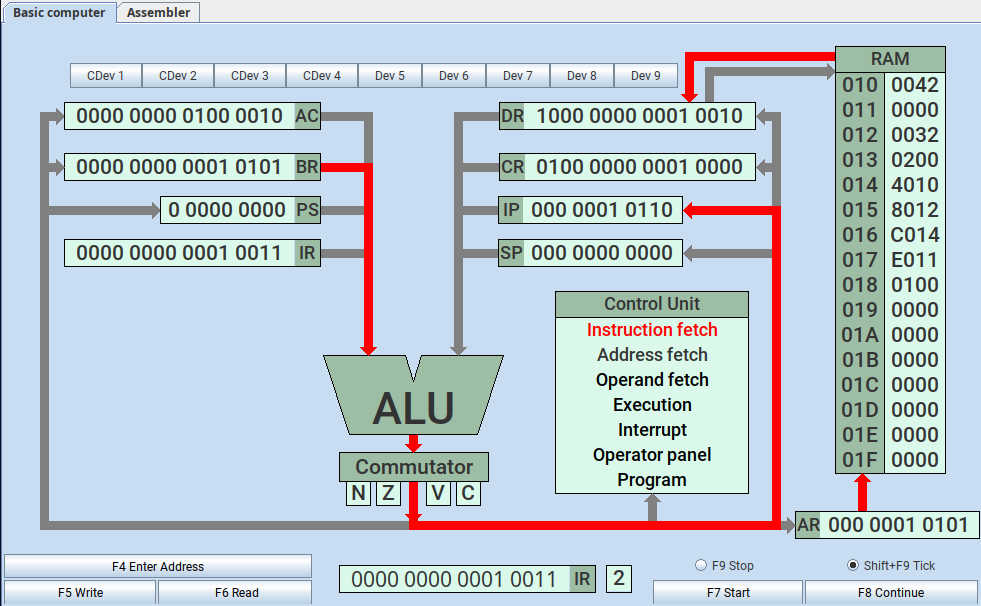 Basic computer Assembler
CDev 1 CDev 2 CDev 3 CDev 4 Dev 5 Dev 6 Dev 7 Dev 8 Dev 9
0000 0000 0100 0010 AC
0000 0000 0001 0101 BR
0 0000 0000 PS
0000 0000 0001 0011 IR
DR 1000 0000 0001 0010
CR 0100 0000 0001 0000
IP 000 0001 0110
SP 000 0000 0000
RAM
010 0042
011 0000
012 0032
013 0200
014 4010
015 8012
016 C014
017 E011
018 0100
019 0000
01A 0000
01B 0000
01C 0000
01D 0000
01E 0000
01F 0000
Control Unit
Instruction fetch
Address fetch
Operand fetch
Execution
Interrupt
Operator panel
Program
ALU
Commutator
N Z V C
AR 000 0001 0101
F4 Enter Address
F5 Write F6 Read
0000 0000 0001 0011 IR 2
F9 Stop Shift+F9 Tick
F7 Start F8 Continue